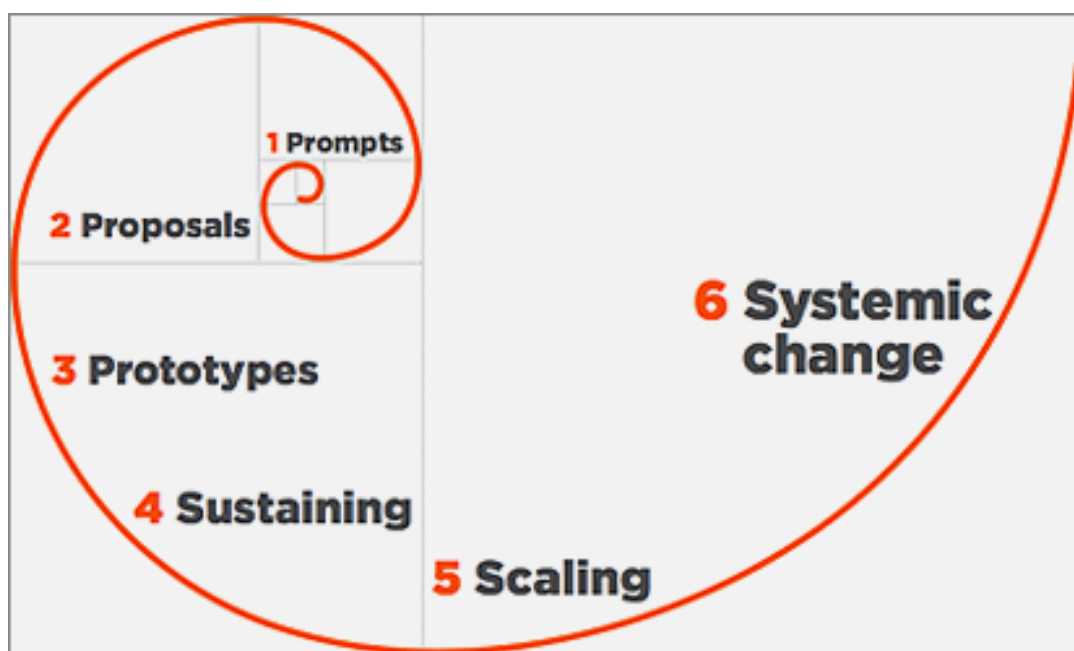 1 Prompts
2 Proposals
3 Prototypes
4 Sustaining
5 Scaling
6 Systemic
change